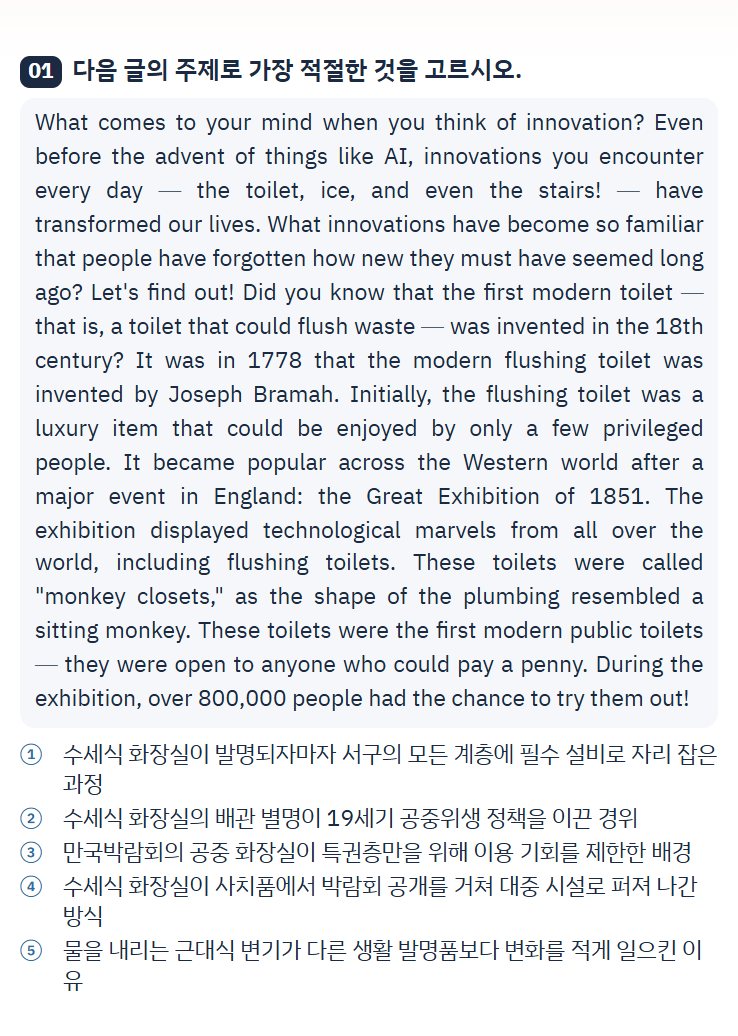 01 다음 글의 주제로 가장 적절한 것을 고르시오.
What comes to your mind when you think of innovation? Even
before the advent of things like AI, innovations you encounter
every day — the toilet, ice, and even the stairs! — have
transformed our lives. What innovations have become so familiar
that people have forgotten how new they must have seemed long
ago? Let's find out! Did you know that the first modern toilet —
that is, a toilet that could flush waste — was invented in the 18th
century? It was in 1778 that the modern flushing toilet was
invented by Joseph Bramah. Initially, the flushing toilet was a
luxury item that could be enjoyed by only a few privileged
people. It became popular across the Western world after a
major event in England: the Great Exhibition of 1851. The
exhibition displayed technological marvels from all over the
world, including flushing toilets. These toilets were called
"monkey closets," as the shape of the plumbing resembled a
sitting monkey. These toilets were the first modern public toilets
— they were open to anyone who could pay a penny. During the
exhibition, over 800,000 people had the chance to try them out!
① 수세식 화장실이 발명되자마자 서구의 모든 계층에 필수 설비로 자리 잡은
과정
② 수세식 화장실의 배관 별명이 19세기 공중위생 정책을 이끈 경위
③ 만국박람회의 공중 화장실이 특권층만을 위해 이용 기회를 제한한 배경
④ 수세식 화장실이 사치품에서 박람회 공개를 거쳐 대중 시설로 퍼져 나간
방식
⑤ 물을 내리는 근대식 변기가 다른 생활 발명품보다 변화를 적게 일으킨 이
유